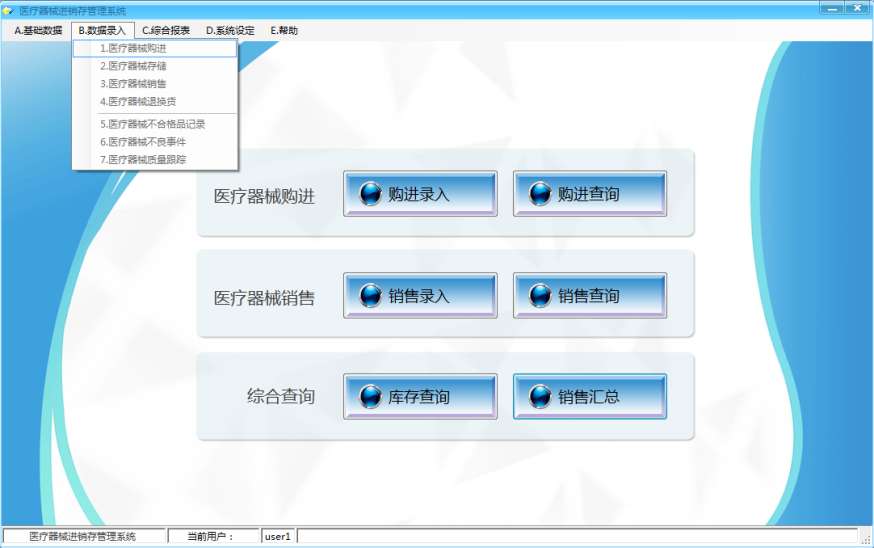 医疗器械进销存管理系统
A.基础数据 B.数据录入 C.综合报表 D.系统设定 E.帮助
1.医疗器械购进
2.医疗器械存储
3.医疗器械销售
4.医疗器械退换货
5.医疗器械不合格品记录
6.医疗器械不良事件
7.医疗器械质量跟踪
医疗器械购进 购进录入 购进查询
医疗器械销售 销售录入 销售查询
综合查询 库存查询 销售汇总
医疗器械进销存管理系统 当前用户： user1